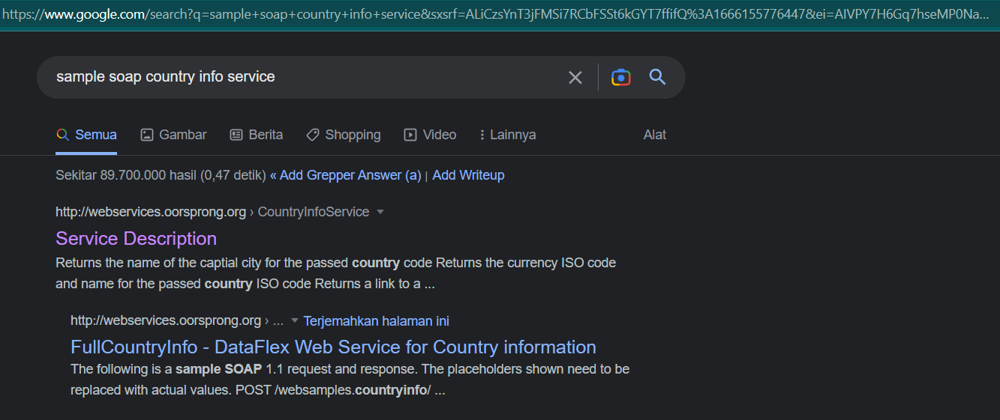 https://www.google.com/search?q=sample+soap+country+info+service&sxsrf=ALiCzsYnT3jFMSi7RCbFSSt6kGYT7ffifQ%3A1666155776447&ei=AIVPY7H6Gq7hseMP0Na...
sample soap country info service
Semua Gambar Berita Shopping Video Lainnya Alat
Sekitar 89.700.000 hasil (0,47 detik) « Add Grepper Answer (a) | Add Writeup
http://webservices.oorsprong.org › CountryInfoService
Service Description
Returns the name of the captial city for the passed country code Returns the currency ISO code
and name for the passed country ISO code Returns a link to a ...
http://webservices.oorsprong.org › ... Terjemahkan halaman ini
FullCountryInfo - DataFlex Web Service for Country information
The following is a sample SOAP 1.1 request and response. The placeholders shown need to be
replaced with actual values. POST /websamples.countryinfo/ ...